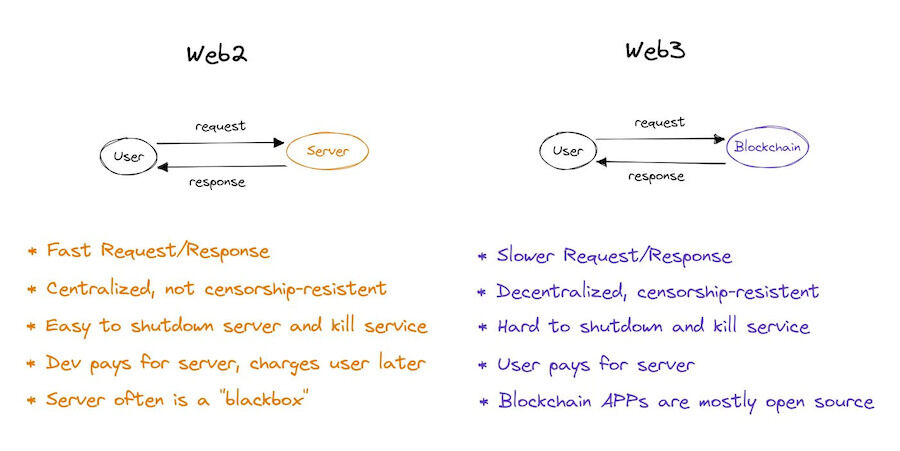 Web2
request
User
Server
response
* Fast Request/Response
* Centralized, not censorship-resistent
* Easy to shutdown server and kill service
* Dev pays for server, charges user later
* Server often is a "blackbox"
Web3
request
User
Blockchain
response
* Slower Request/Response
* Decentralized, censorship-resistent
* Hard to shutdown and kill service
* User pays for server
* Blockchain APPs are mostly open source